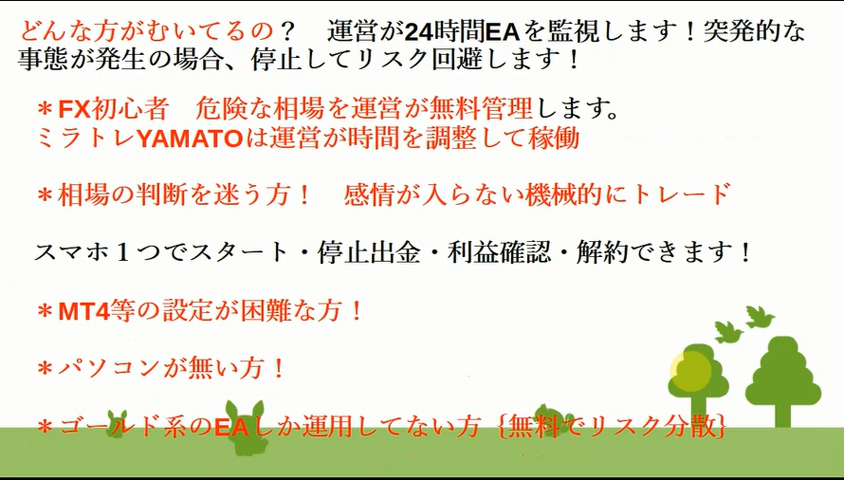 どんな方がむいてるの？　運営が24時間EAを監視します！突発的な
事態が発生の場合、停止してリスク回避します！
＊FX初心者　危険な相場を運営が無料管理します。
ミラトレYAMATOは運営が時間を調整して稼働
＊相場の判断を迷う方！　感情が入らない機械的にトレード
スマホ１つでスタート・停止出金・利益確認・解約できます！
＊MT4等の設定が困難な方！
＊パソコンが無い方！
＊ゴールド系のEAしか運用してない方｛無料でリスク分散｝